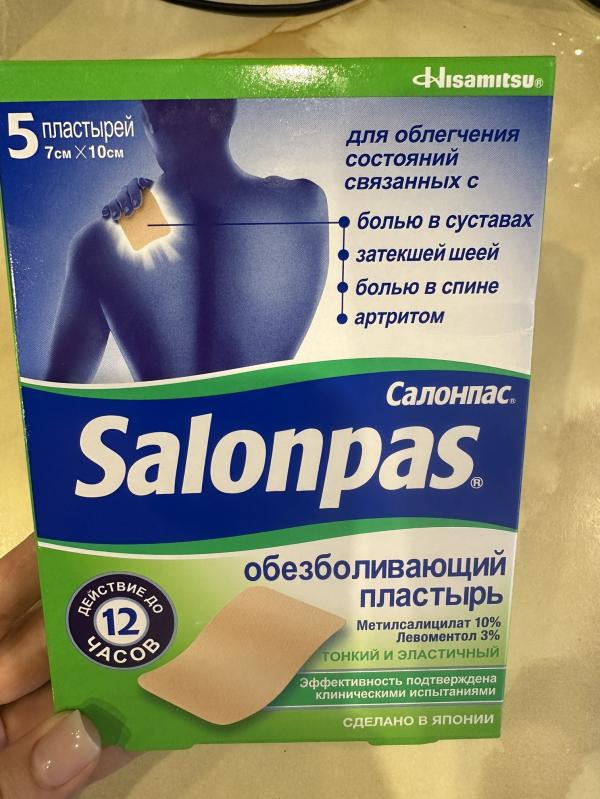 Hisamitsu®
5 пластырей
7см X 10см
для облегчения
состояний
связанных с
болью в суставах
затекшей шеей
болью в спине
артритом
Салонпас®
Salonpas®
обезболивающий
пластырь
Метилсалицилат 10%
Левоментол 3%
ТОНКИЙ И ЭЛАСТИЧНЫЙ
Эффективность подтверждена
клиническими испытаниями
СДЕЛАНО В ЯПОНИИ
ДЕЙСТВИЕ ДО
12
ЧАСОВ